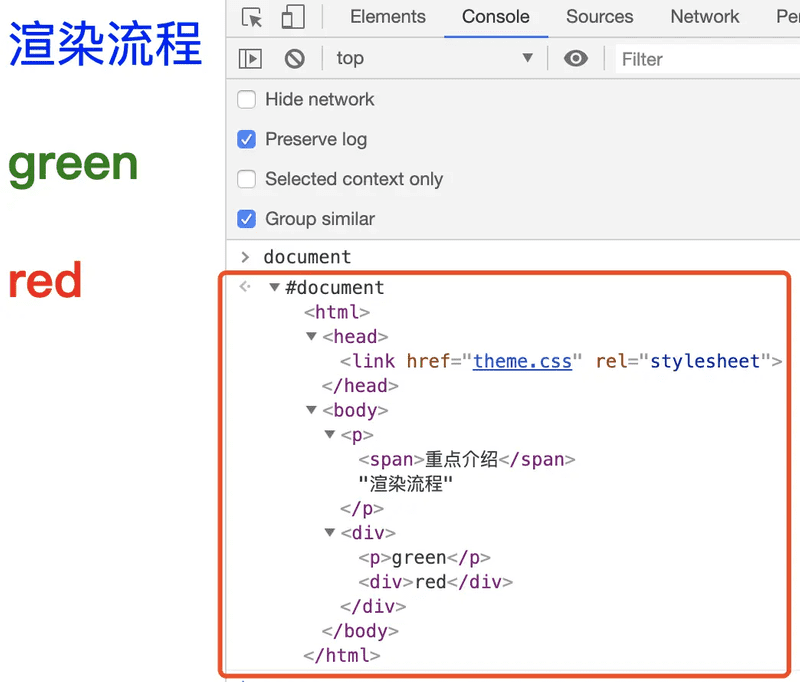 渲染流程
green
red
Elements Console Sources Network
top Filter
Hide network
Preserve log
Selected context only
Group similar
document
#document
<html>
<head>
<link href="theme.css" rel="stylesheet">
</head>
<body>
<p>
<span>重点介绍</span>
"渲染流程"
</p>
<div>
<p>green</p>
<div>red</div>
</div>
</body>
</html>